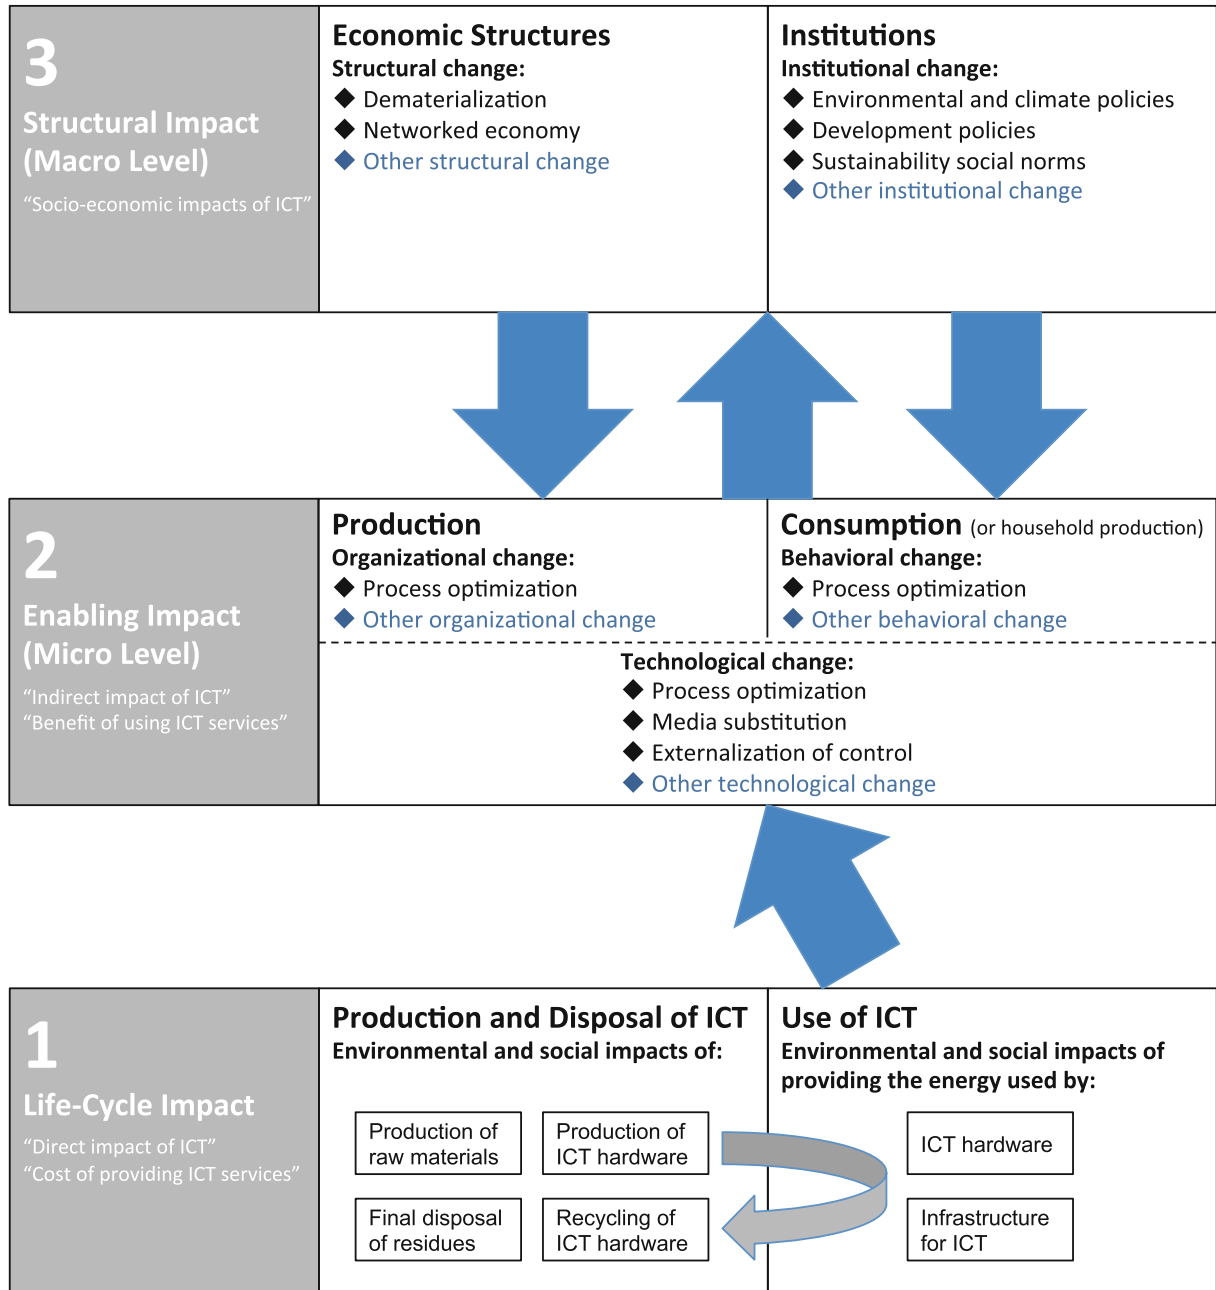 3
Structural Impact
(Macro Level)
“Socio-economic impacts of ICT”
Economic Structures
Structural change:
◆ Dematerialization
◆ Networked economy
◆ Other structural change
Institutions
Institutional change:
◆ Environmental and climate policies
◆ Development policies
◆ Sustainability social norms
◆ Other institutional change
2
Enabling Impact
(Micro Level)
“Indirect impact of ICT”
“Benefit of using ICT services”
Production
Organizational change:
◆ Process optimization
◆ Other organizational change
Consumption (or household production)
Behavioral change:
◆ Process optimization
◆ Other behavioral change
Technological change:
◆ Process optimization
◆ Media substitution
◆ Externalization of control
◆ Other technological change
1
Life-Cycle Impact
“Direct impact of ICT”
“Cost of providing ICT services”
Production and Disposal of ICT
Environmental and social impacts of:
Production of
raw materials
Production of
ICT hardware
Final disposal
of residues
Recycling of
ICT hardware
Use of ICT
Environmental and social impacts of
providing the energy used by:
ICT hardware
Infrastructure
for ICT